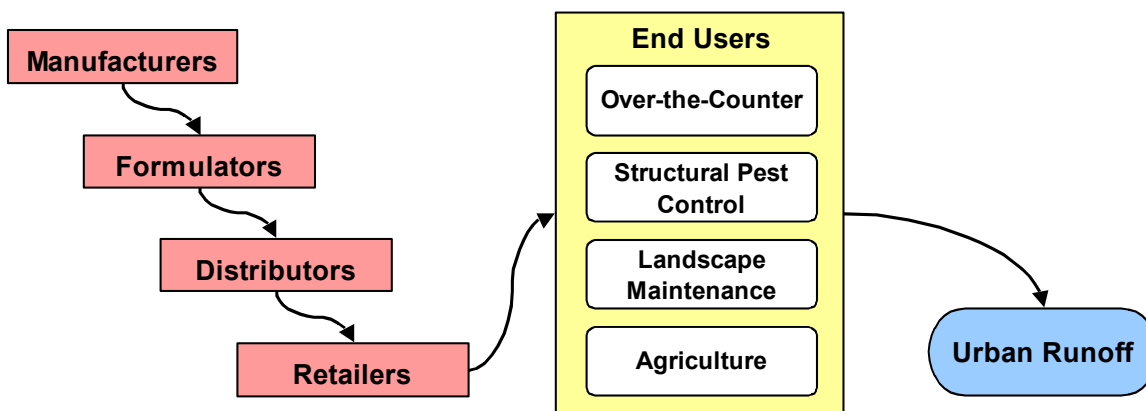 Manufacturers
Formulators
Distributors
Retailers
End Users
Over-the-Counter
Structural Pest
Control
Landscape
Maintenance
Agriculture
Urban Runoff